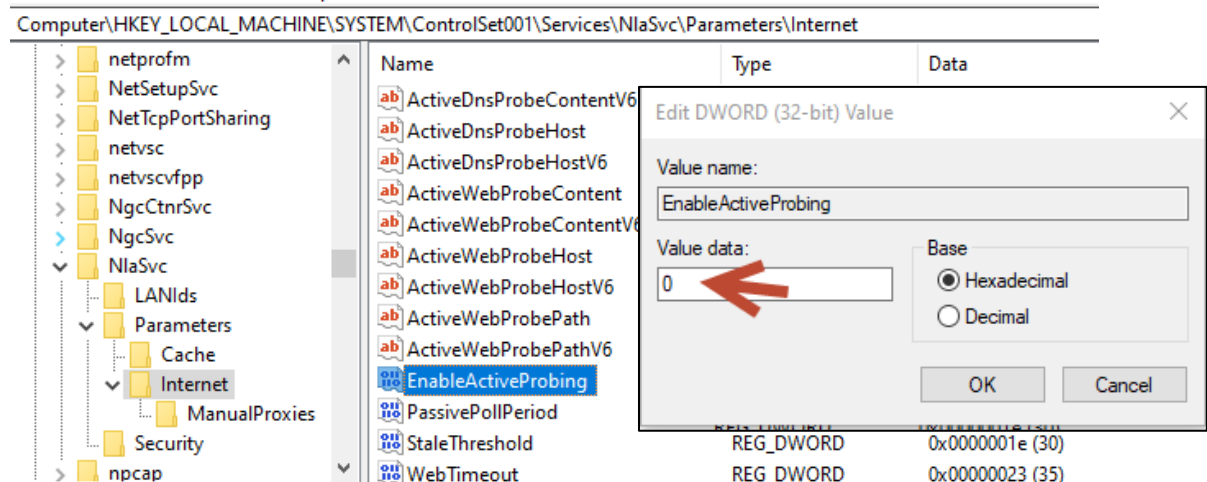 Computer\HKEY_LOCAL_MACHINE\SYSTEM\ControlSet001\Services\NlaSvc\Parameters\Internet
netprofm
NetSetupSvc
NetTcpPortSharing
netvsc
netvscvfpp
NgcCtnrSvc
NgcSvc
NlaSvc
LANIds
Parameters
Cache
Internet
ManualProxies
Security
npcap
Name Type Data
ActiveDnsProbeContentV6
ActiveDnsProbeHost
ActiveDnsProbeHostV6
ActiveWebProbeContent
ActiveWebProbeContentV6
ActiveWebProbeHost
ActiveWebProbeHostV6
ActiveWebProbePath
ActiveWebProbePathV6
EnableActiveProbing
PassivePollPeriod
StaleThreshold REG_DWORD 0x0000001e (30)
WebTimeout REG_DWORD 0x00000023 (35)
Edit DWORD (32-bit) Value
Value name:
EnableActiveProbing
Value data:
0
Base
Hexadecimal
Decimal
OK Cancel